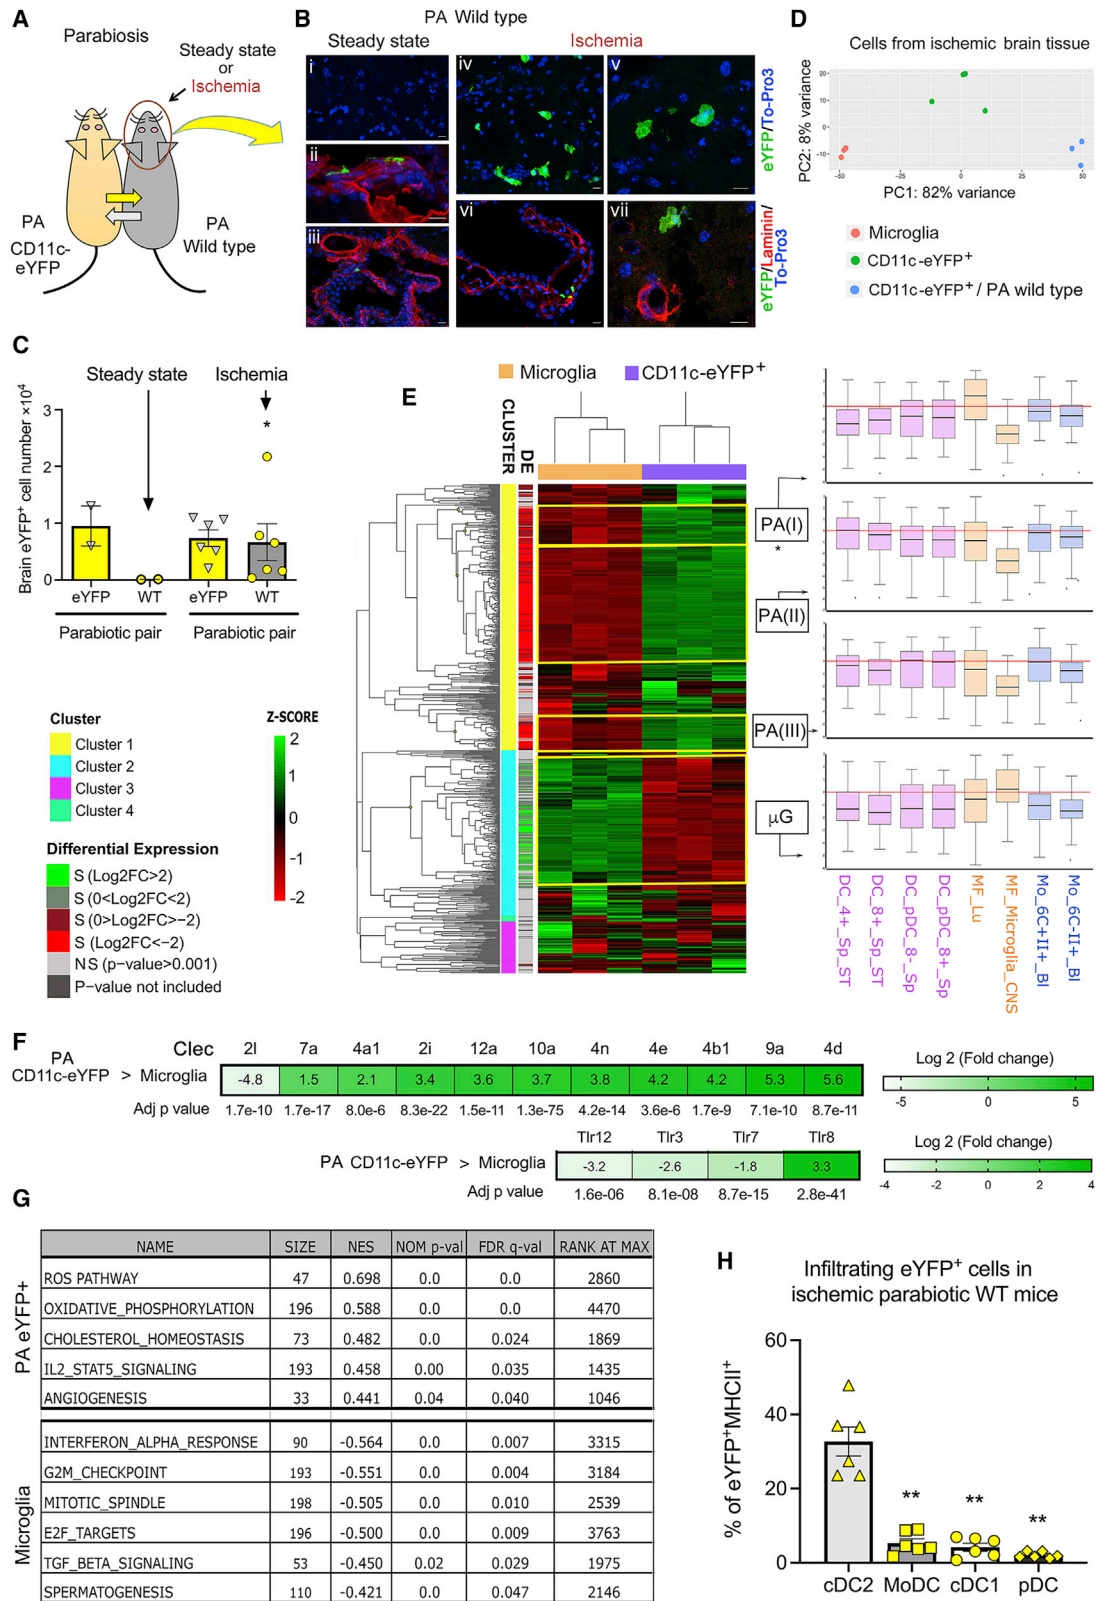 A
Parabiosis
Steady state
or
Ischemia
PA
CD11c-
eYFP
PA
Wild type
B
PA Wild type
Steady state
Ischemia
i
ii
iii
iv
v
vi
vii
eYFP/To-Pro3
eYFP/Laminin/
To-Pro3
D
Cells from ischemic brain tissue
PC2: 8% variance
20
10
0
-10
-50
-25
0
25
50
PC1: 82% variance
Microglia
CD11c-eYFP+
CD11c-eYFP+ / PA wild type
C
Steady state
Ischemia
*
Brain eYFP+ cell number ×10⁴
3
2
1
0
eYFP
WT
eYFP
WT
Parabiotic pair
Parabiotic pair
Cluster
Cluster 1
Cluster 2
Cluster 3
Cluster 4
Z-SCORE
2
1
0
-1
-2
Differential Expression
S (Log2FC>2)
S (0<Log2FC<2)
S (0>Log2FC>−2)
S (Log2FC<−2)
NS (p−value>0.001)
P−value not included
E
Microglia
CD11c-eYFP+
CLUSTER
DE
PA(I)
*
PA(II)
PA(III)
µG
DC_4+_Sp_ST
DC_8+_Sp_ST
DC_pDC_8-_Sp
DC_pDC_8+_Sp
MF_Lu
MF_Microglia_CNS
Mo_6C+II+_Bl
Mo_6C-II+_Bl
F
Clec 2l 7a 4a1 2i 12a 10a 4n 4e 4b1 9a 4d
PA
CD11c-eYFP > Microglia -4.8 1.5 2.1 3.4 3.6 3.7 3.8 4.2 4.2 5.3 5.6
Adj p value 1.7e-10 1.7e-17 8.0e-6 8.3e-22 1.5e-11 1.3e-75 4.2e-14 3.6e-6 1.7e-9 7.1e-10 8.7e-11
Log 2 (Fold change)
-5 0 5
Tlr12 Tlr3 Tlr7 Tlr8
PA CD11c-eYFP > Microglia -3.2 -2.6 -1.8 3.3
Adj p value 1.6e-06 8.1e-08 8.7e-15 2.8e-41
Log 2 (Fold change)
-4 -2 0 2 4
G
NAME SIZE NES NOM p-val FDR q-val RANK AT MAX
PA eYFP+
ROS PATHWAY 47 0.698 0.0 0.0 2860
OXIDATIVE_PHOSPHORYLATION 196 0.588 0.0 0.0 4470
CHOLESTEROL_HOMEOSTASIS 73 0.482 0.0 0.024 1869
IL2_STAT5_SIGNALING 193 0.458 0.00 0.035 1435
ANGIOGENESIS 33 0.441 0.04 0.040 1046
Microglia
INTERFERON_ALPHA_RESPONSE 90 -0.564 0.0 0.007 3315
G2M_CHECKPOINT 193 -0.551 0.0 0.004 3184
MITOTIC_SPINDLE 198 -0.505 0.0 0.010 2539
E2F_TARGETS 196 -0.500 0.0 0.009 3763
TGF_BETA_SIGNALING 53 -0.450 0.02 0.029 1975
SPERMATOGENESIS 110 -0.421 0.0 0.047 2146
H
Infiltrating eYFP+ cells in
ischemic parabiotic WT mice
% of eYFP+MHCII+
60
40
20
0
**
**
**
cDC2 MoDC cDC1 pDC